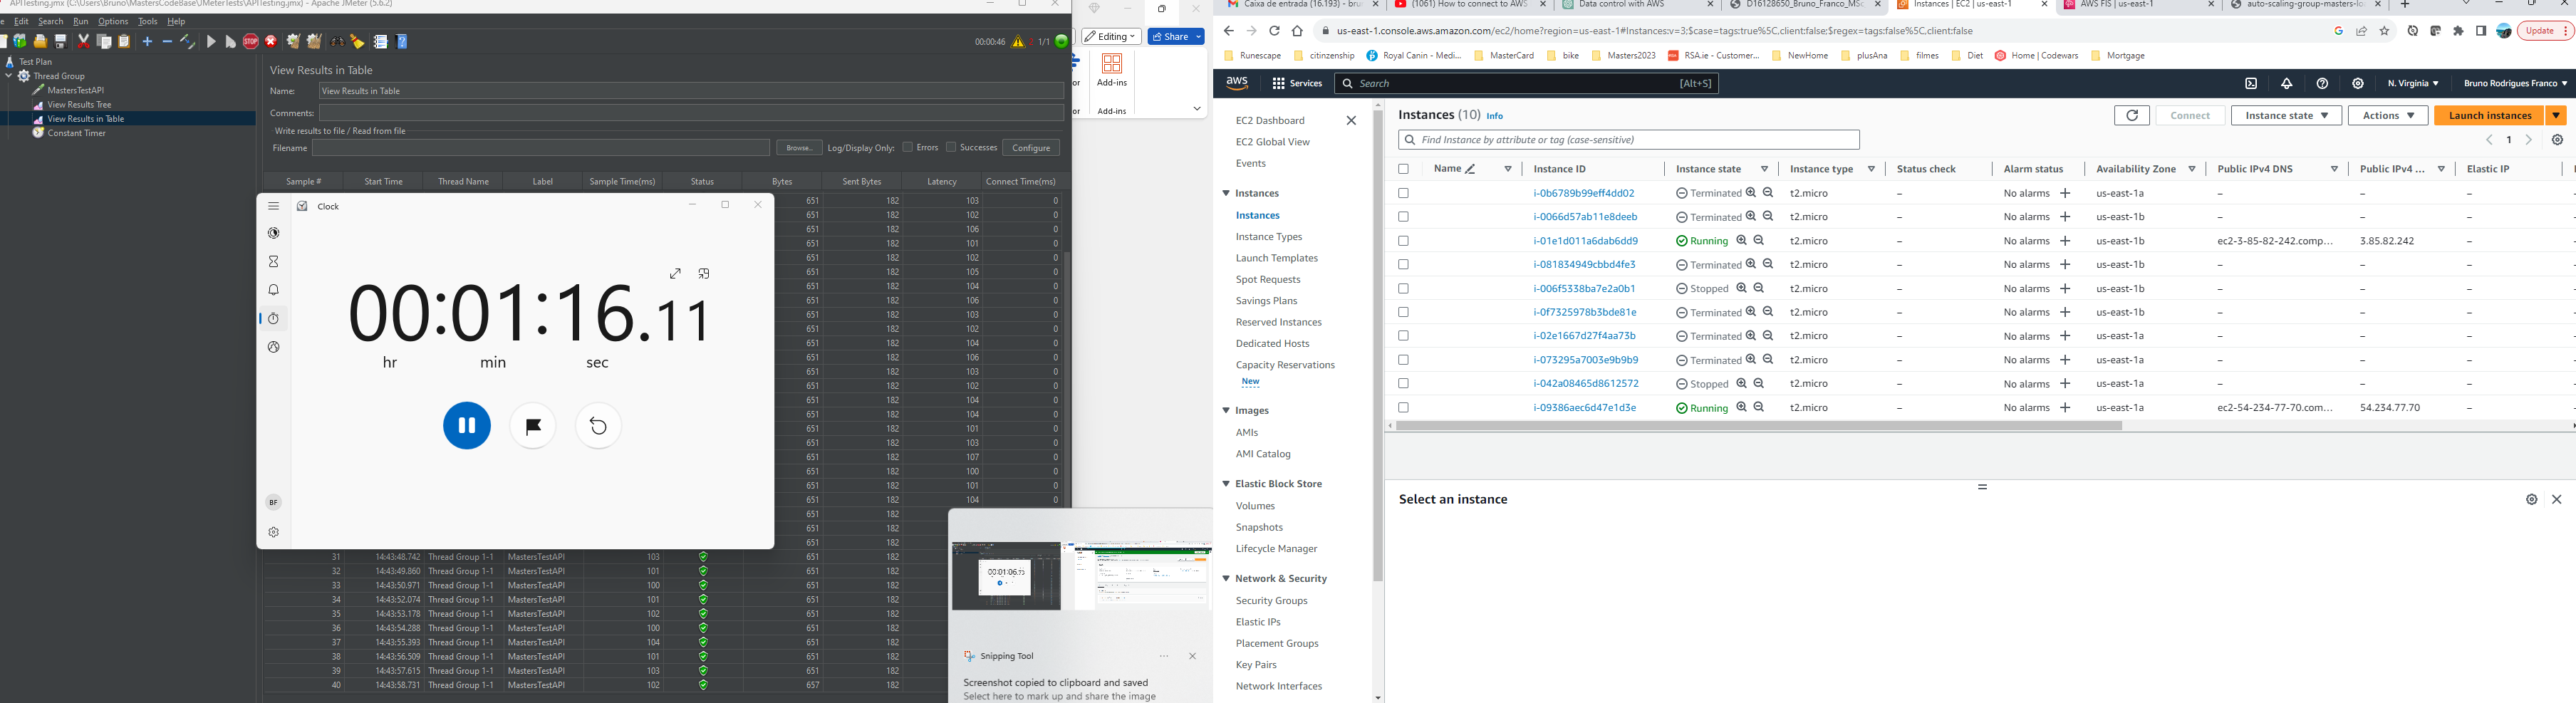 APITesting.jmx (C:\Users\Bruno\MastersCodeBase\JMeterTests\APITesting.jmx) - Apache JMeter (5.6.2)
Edit Search Run Options Tools Help
00:00:46 2 1/1
Test Plan
Thread Group
MastersTestAPI
View Results Tree
View Results in Table
Constant Timer
View Results in Table
Name: View Results in Table
Comments:
Write results to file / Read from file
Filename Browse... Log/Display Only: Errors Successes Configure
Sample # Start Time Thread Name Label Sample Time(ms) Status Bytes Sent Bytes Latency Connect Time(ms)
651 182 103 0
651 182 102 0
651 182 106 0
651 182 101 0
651 182 102 0
651 182 105 0
651 182 104 0
651 182 106 0
651 182 103 0
651 182 102 0
651 182 104 0
651 182 106 0
651 182 103 0
651 182 102 0
651 182 104 0
651 182 104 0
651 182 101 0
651 182 103 0
651 182 107 0
651 182 100 0
651 182 101 0
651 182 104 0
651 182
651 182
651 182
31 14:43:48.742 Thread Group 1-1 MastersTestAPI 103 651 182
32 14:43:49.860 Thread Group 1-1 MastersTestAPI 101 651 182
33 14:43:50.971 Thread Group 1-1 MastersTestAPI 100 651 182
34 14:43:52.074 Thread Group 1-1 MastersTestAPI 101 651 182
35 14:43:53.178 Thread Group 1-1 MastersTestAPI 102 651 182
36 14:43:54.288 Thread Group 1-1 MastersTestAPI 100 651 182
37 14:43:55.393 Thread Group 1-1 MastersTestAPI 104 651 182
38 14:43:56.509 Thread Group 1-1 MastersTestAPI 101 651 182
39 14:43:57.615 Thread Group 1-1 MastersTestAPI 103 651 182
40 14:43:58.731 Thread Group 1-1 MastersTestAPI 102 657 182
Clock
00:01:16.11
hr min sec
BF
Editing Share
Add-ins
Add-ins
00:01:06.
Snipping Tool
Screenshot copied to clipboard and saved
Select here to mark up and share the image
Caixa de entrada (16.193) - bru
(1061) How to connect to AWS
Data control with AWS
D16128650_Bruno_Franco_MSc
Instances | EC2 | us-east-1
AWS FIS | us-east-1
auto-scaling-group-masters-lo
us-east-1.console.aws.amazon.com/ec2/home?region=us-east-1#Instances:v=3;$case=tags:true%5C,client:false;$regex=tags:false%5C,client:false
Update
Runescape citinzenship Royal Canin - Medi... MasterCard bike Masters2023 RSA.ie - Customer... NewHome plusAna filmes Diet Home | Codewars Mortgage
aws Services Search [Alt+S] N. Virginia Bruno Rodrigues Franco
EC2 Dashboard
EC2 Global View
Events
Instances
Instances
Instance Types
Launch Templates
Spot Requests
Savings Plans
Reserved Instances
Dedicated Hosts
Capacity Reservations
New
Images
AMIs
AMI Catalog
Elastic Block Store
Volumes
Snapshots
Lifecycle Manager
Network & Security
Security Groups
Elastic IPs
Placement Groups
Key Pairs
Network Interfaces
Instances (10) Info
Connect Instance state Actions Launch instances
Find Instance by attribute or tag (case-sensitive) 1
Name Instance ID Instance state Instance type Status check Alarm status Availability Zone Public IPv4 DNS Public IPv4 ... Elastic IP
i-0b6789b99eff4dd02 Terminated t2.micro – No alarms + us-east-1a – – –
i-0066d57ab11e8deeb Terminated t2.micro – No alarms + us-east-1b – – –
i-01e1d011a6dab6dd9 Running t2.micro – No alarms + us-east-1b ec2-3-85-82-242.comp... 3.85.82.242 –
i-081834949cbbd4fe3 Terminated t2.micro – No alarms + us-east-1b – – –
i-006f5338ba7e2a0b1 Stopped t2.micro – No alarms + us-east-1b – – –
i-0f7325978b3bde81e Terminated t2.micro – No alarms + us-east-1b – – –
i-02e1667d27f4aa73b Terminated t2.micro – No alarms + us-east-1a – – –
i-073295a7003e9b9b9 Terminated t2.micro – No alarms + us-east-1a – – –
i-042a08465d8612572 Stopped t2.micro – No alarms + us-east-1a – – –
i-09386aec6d47e1d3e Running t2.micro – No alarms + us-east-1a ec2-54-234-77-70.com... 54.234.77.70 –
Select an instance